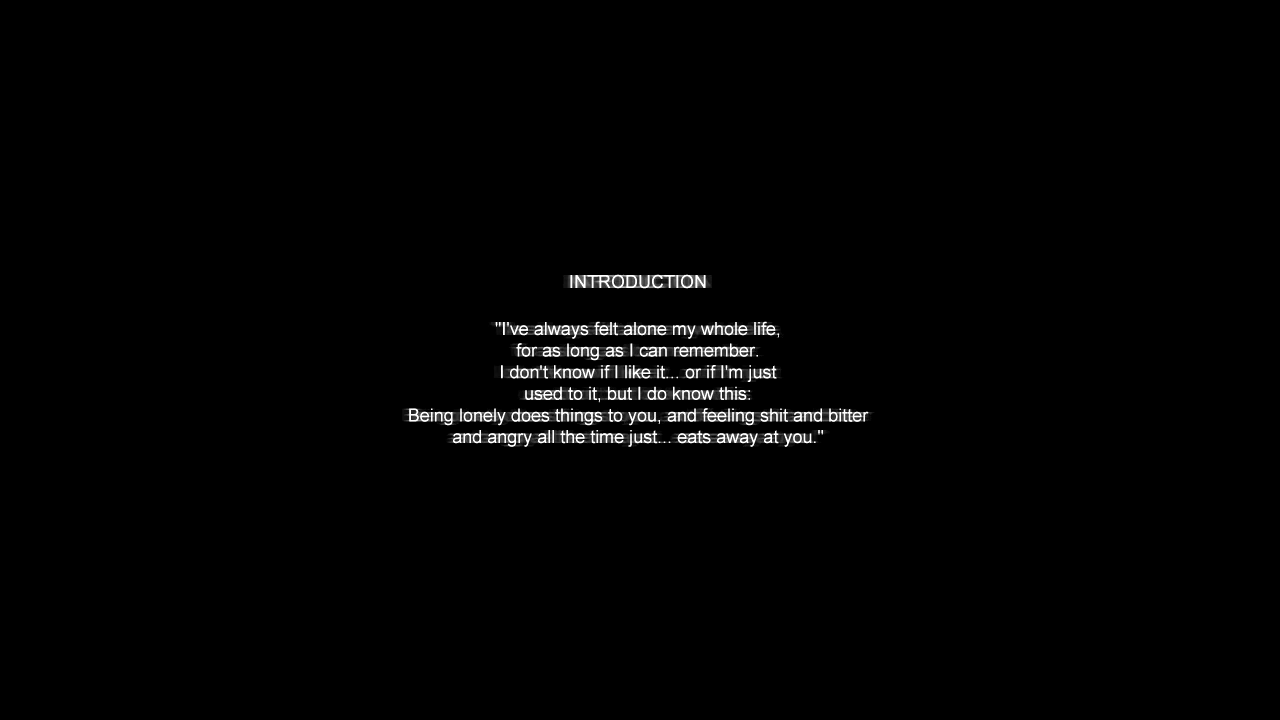 INTRODUCTION
"I've always felt alone my whole life,
for as long as I can remember.
I don't know if I like it... or if I'm just
used to it, but I do know this:
Being lonely does things to you, and feeling shit and bitter
and angry all the time just... eats away at you."